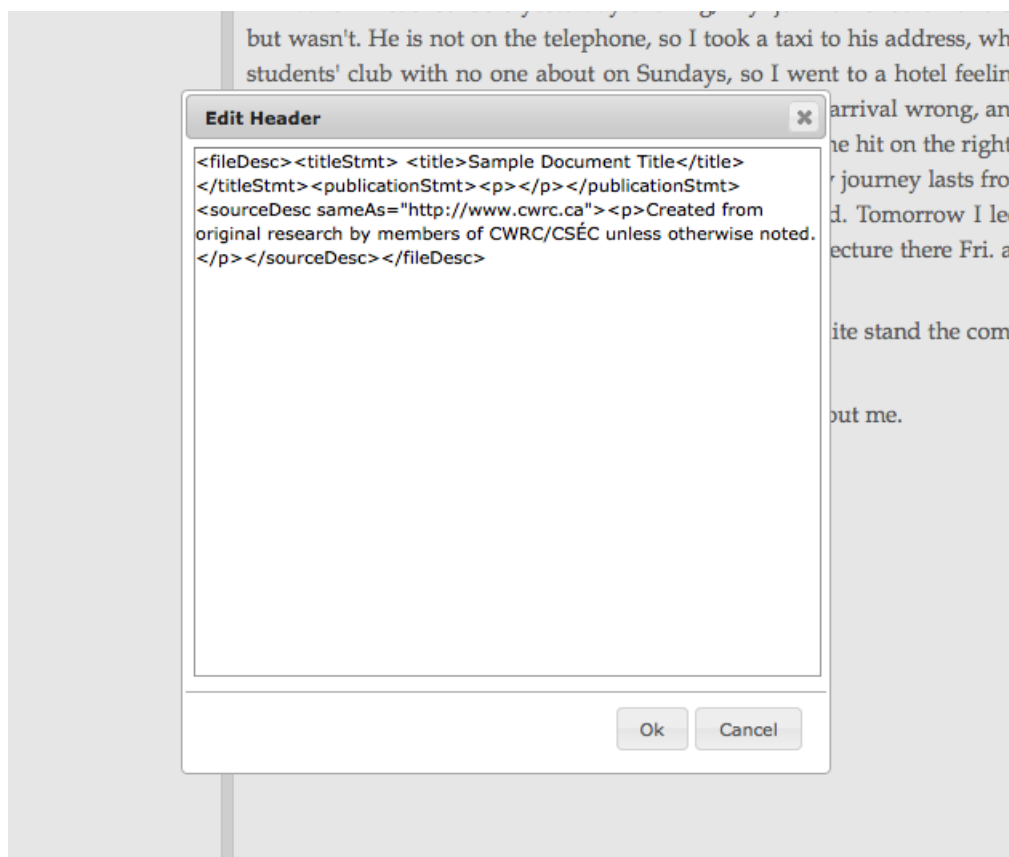 but wasn't. He is not on the telephone, so I took a taxi to his address, wh
students' club with no one about on Sundays, so I went to a hotel feelin
Edit Header
arrival wrong, an
<fileDesc><titleStmt> <title>Sample Document Title</title>
hit on the right
</titleStmt><publicationStmt><p></p></publicationStmt>
journey lasts fro
<sourceDesc sameAs="http://www.cwrc.ca"><p>Created from
d. Tomorrow I le
original research by members of CWRC/CSÉC unless otherwise noted.
ecture there Fri. a
</p></sourceDesc></fileDesc>
ite stand the com
out me.
Ok
Cancel